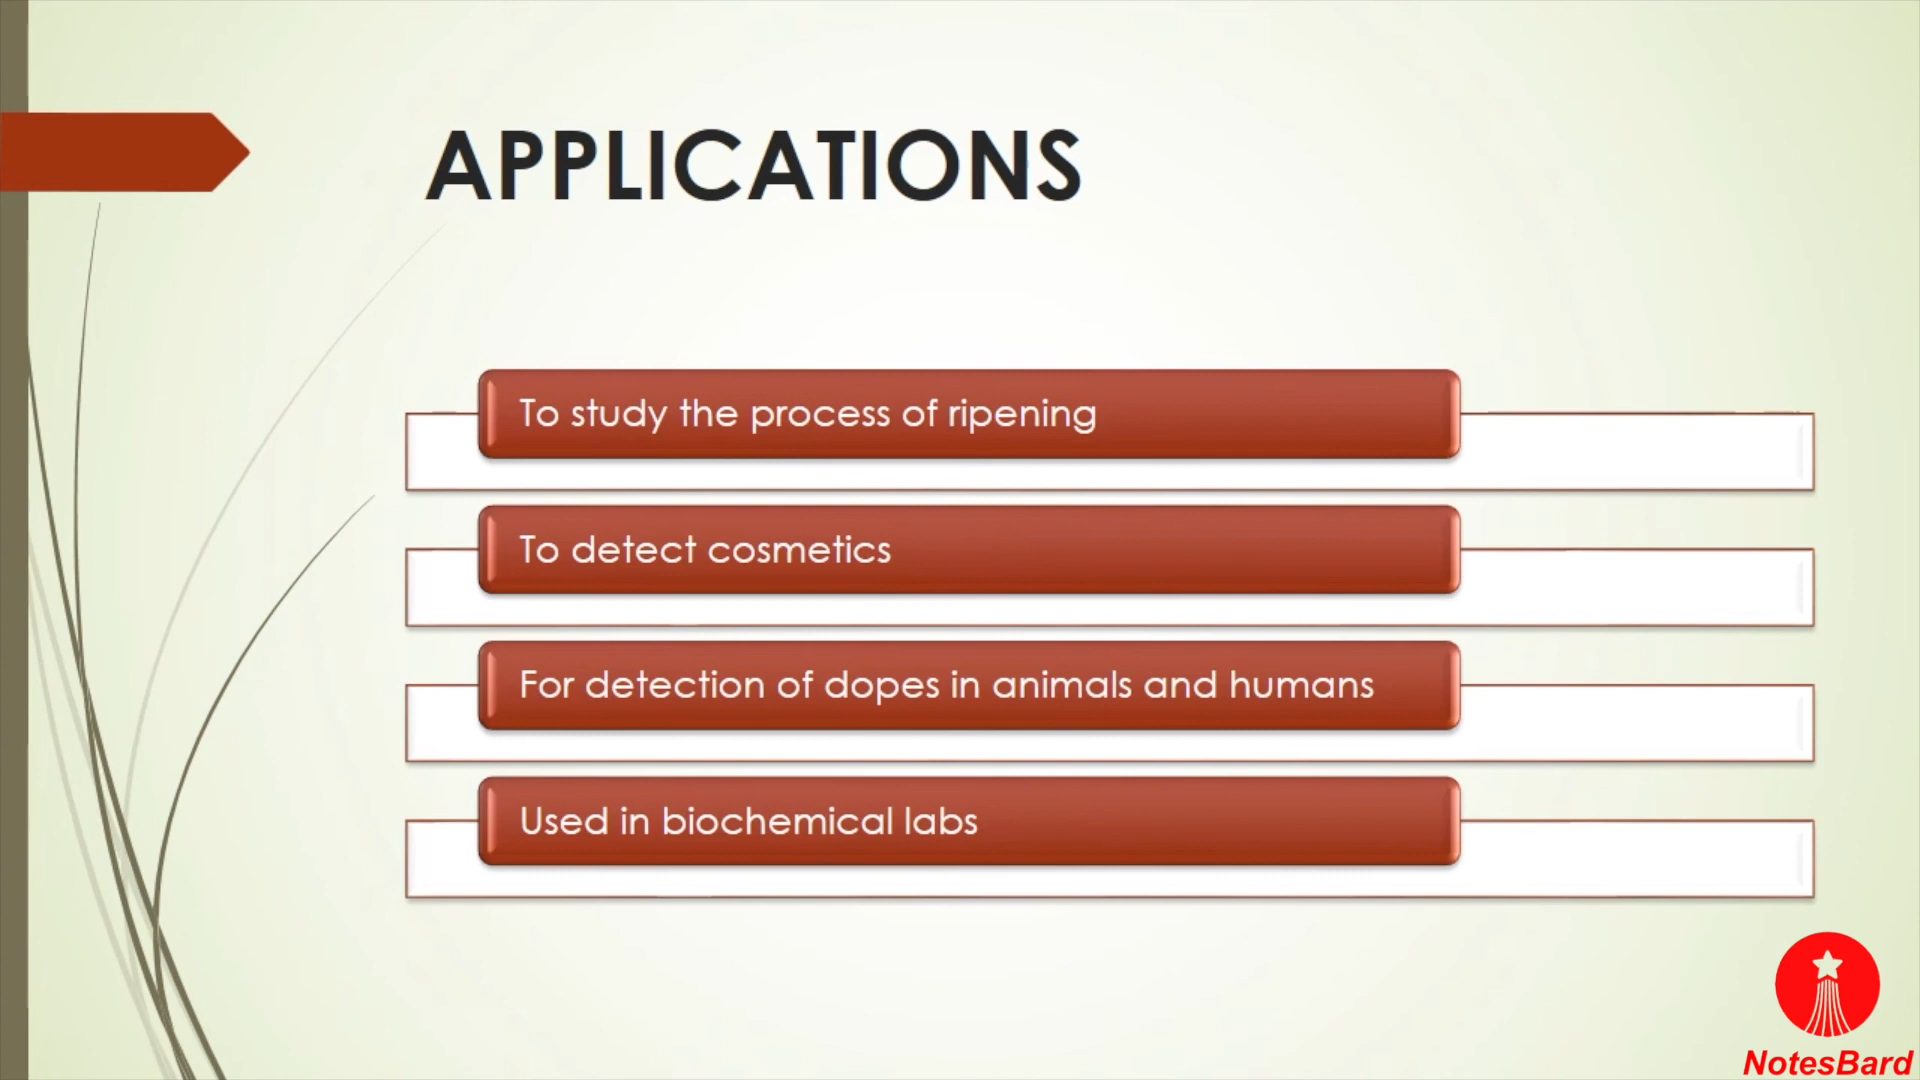 APPLICATIONS
To study the process of ripening
To detect cosmetics
For detection of dopes in animals and humans
Used in biochemical labs
NotesBard